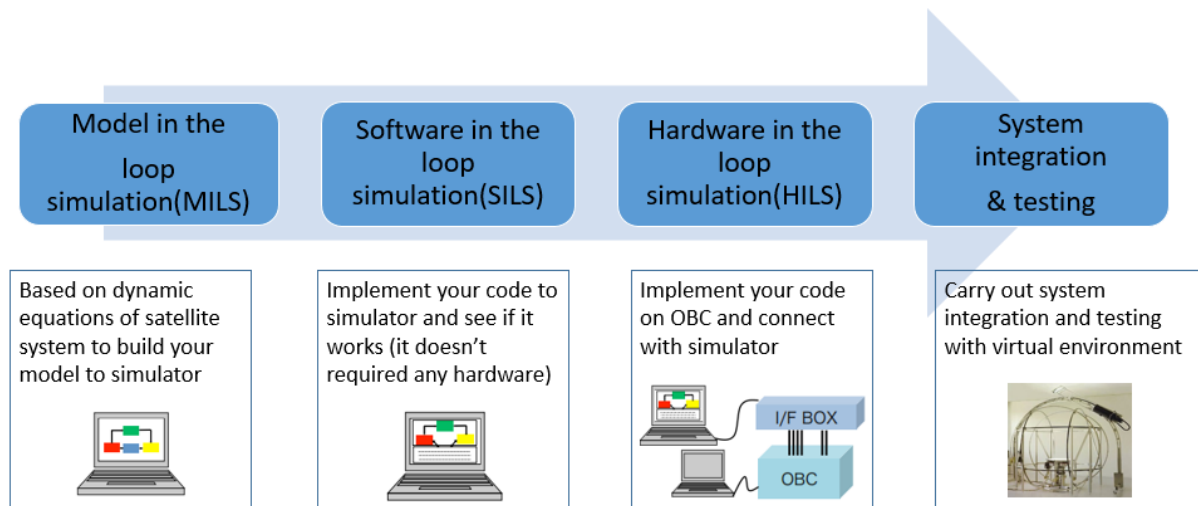 Model in the
loop
simulation(MILS)
Software in the
loop
simulation(SILS)
Hardware in the
loop
simulation(HILS)
System
integration
& testing
Based on dynamic
equations of satellite
system to build your
model to simulator
Implement your code to
simulator and see if it
works (it doesn't
required any hardware)
Implement your code
on OBC and connect
with simulator
I/F BOX
OBC
Carry out system
integration and testing
with virtual environment